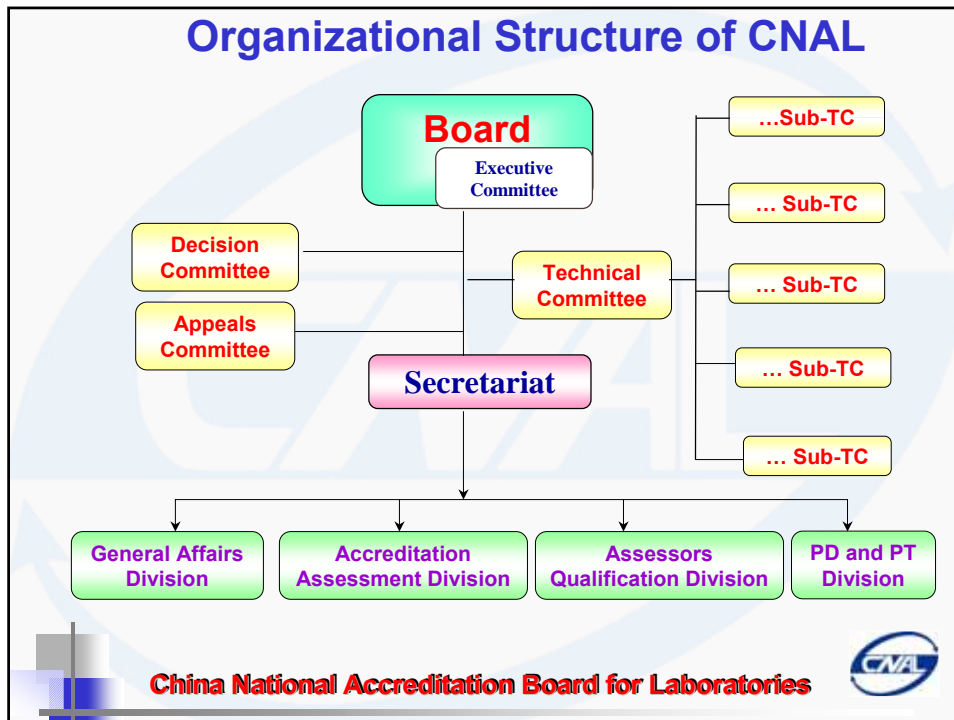 Organizational Structure of CNAL
Board
Executive
Committee
Decision
Committee
Appeals
Committee
Technical
Committee
…Sub-TC
… Sub-TC
… Sub-TC
… Sub-TC
… Sub-TC
Secretariat
General Affairs
Division
Accreditation
Assessment Division
Assessors
Qualification Division
PD and PT
Division
China National Accreditation Board for Laboratories
CNAL